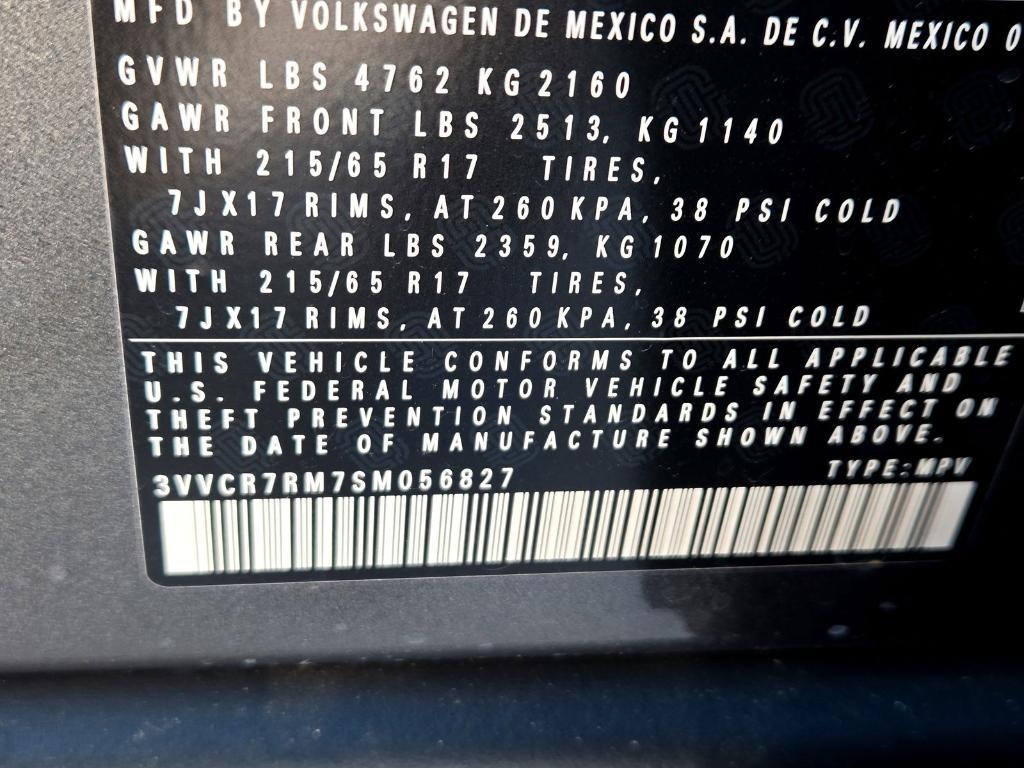 MFD BY VOLKSWAGEN DE MEXICO S.A. DE C.V. MEXICO
GVWR LBS 4762 KG 2160
GAWR FRONT LBS 2513, KG 1140
WITH 215/65 R17 TIRES,
7JX17 RIMS, AT 260 KPA, 38 PSI COLD
GAWR REAR LBS 2359, KG 1070
WITH 215/65 R17 TIRES,
7JX17 RIMS, AT 260 KPA, 38 PSI COLD
THIS VEHICLE CONFORMS TO ALL APPLICABLE
U.S. FEDERAL MOTOR VEHICLE SAFETY AND
THEFT PREVENTION STANDARDS IN EFFECT ON
THE DATE OF MANUFACTURE SHOWN ABOVE.
TYPE:MPV
3VVCR7RM7SM056827